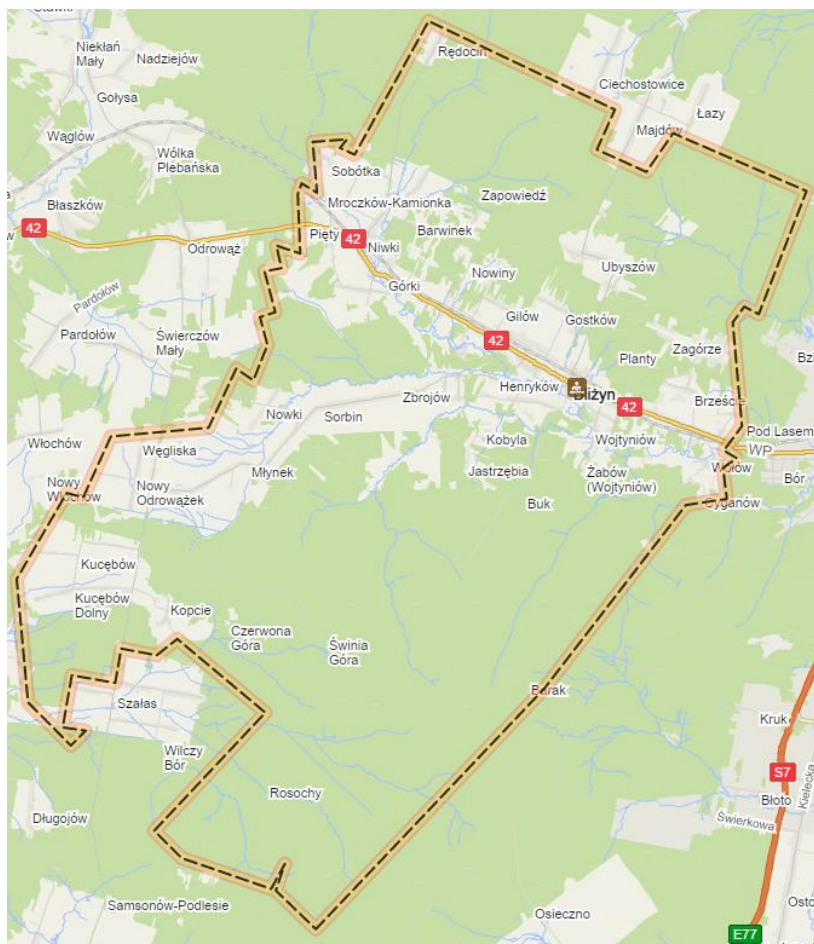 Niekłań
Mały
Nadziejów
Rędocin
Gołysa
Ciechostowice
Łazy
Wąglów
Majdów
Wólka
Plebańska
Sobótka
Zapowiedź
Mroczków-Kamionka
Błaszków
42
Barwinek
Pięty
42
Odrowąż
Niwki
Ubyszów
Nowiny
Górki
Pardołów
Gilów
Gostków
Pardołów
Świerczów
Mały
42
Planty
Zagórze
Henryków
Bliżyn
Zbrojów
42
Brzeście
Nowki
Sorbin
Pod Lasem
Włochów
Węgliska
Kobyla
Wojtyniów
WP
Młynek
Jastrzębia
Żabów
(Wojtyniów)
Wołów
Bór
Nowy
Włochów
Nowy
Odrowążek
Buk
Cyganów
Kucębów
Kucębów
Dolny
Kopcie
Czerwona
Góra
Świnia
Góra
Barak
Szałas
Kruk
Wilczy
Bór
S7
Rosochy
Błoto
Kielecka
Długojów
Świerkowa
Samsonów-Podlesie
Osieczno
E77